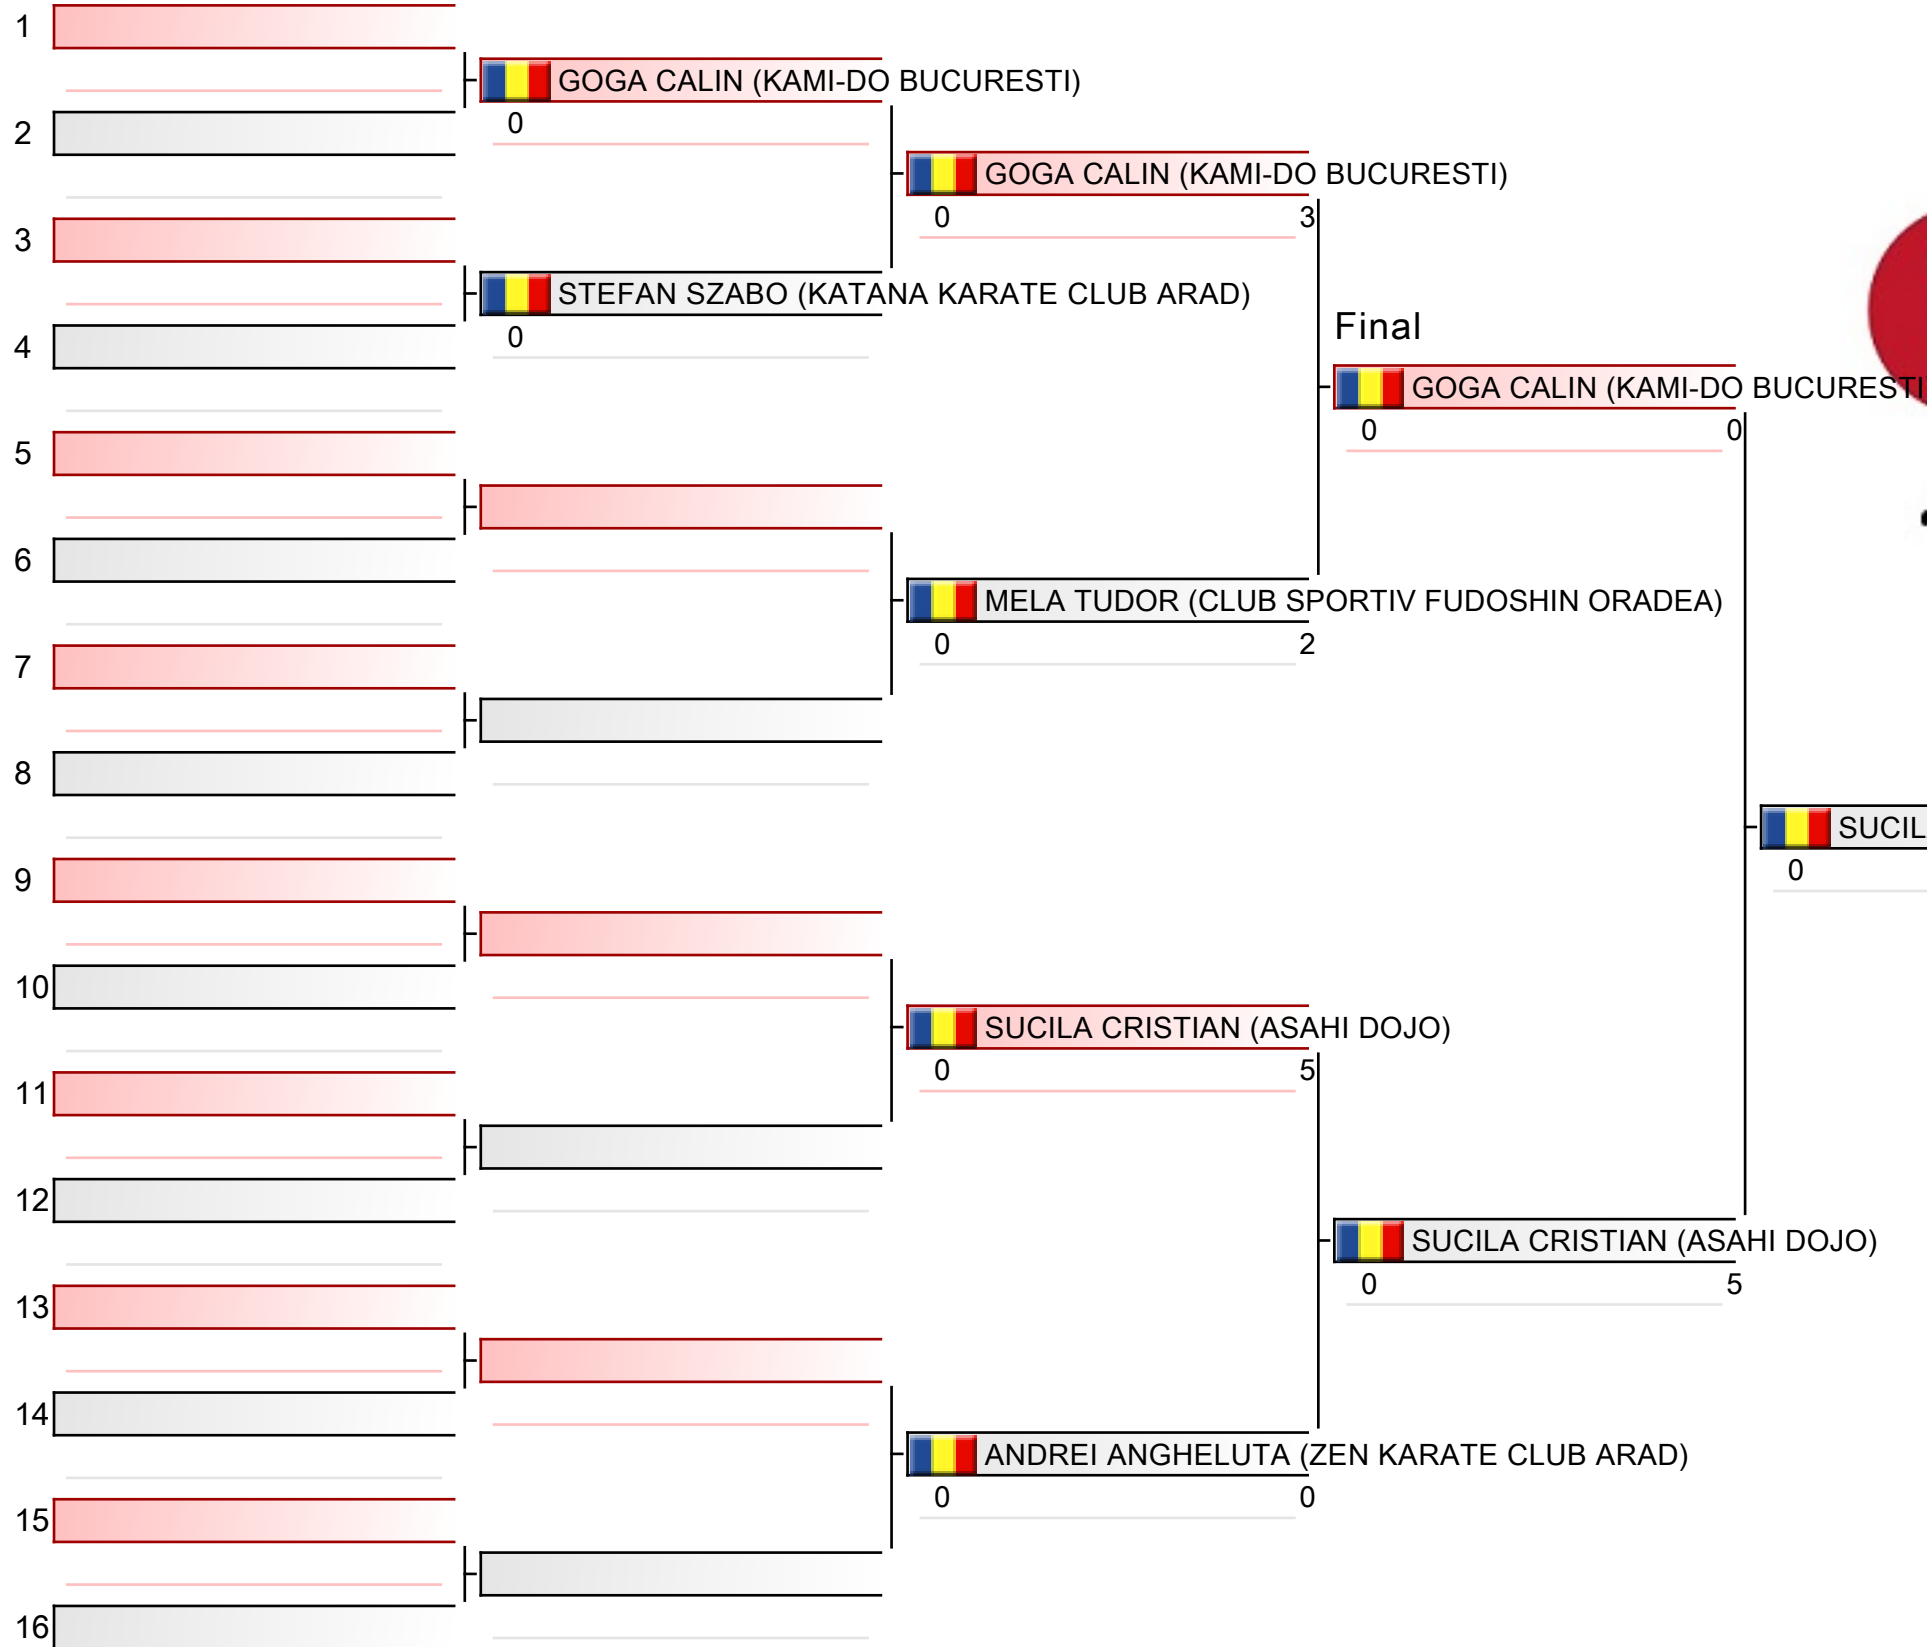 1
GOGA CALIN (KAMI-DO BUCURESTI)
0
2
GOGA CALIN (KAMI-DO BUCURESTI)
0 3
3
STEFAN SZABO (KATANA KARATE CLUB ARAD)
0
4
Final
GOGA CALIN (KAMI-DO BUCURESTI
0 0
5
6
MELA TUDOR (CLUB SPORTIV FUDOSHIN ORADEA)
0 2
7
8
SUCIL
0
9
10
SUCILA CRISTIAN (ASAHI DOJO)
0 5
11
12
SUCILA CRISTIAN (ASAHI DOJO)
0 5
13
14
ANDREI ANGHELUTA (ZEN KARATE CLUB ARAD)
0 0
15
16